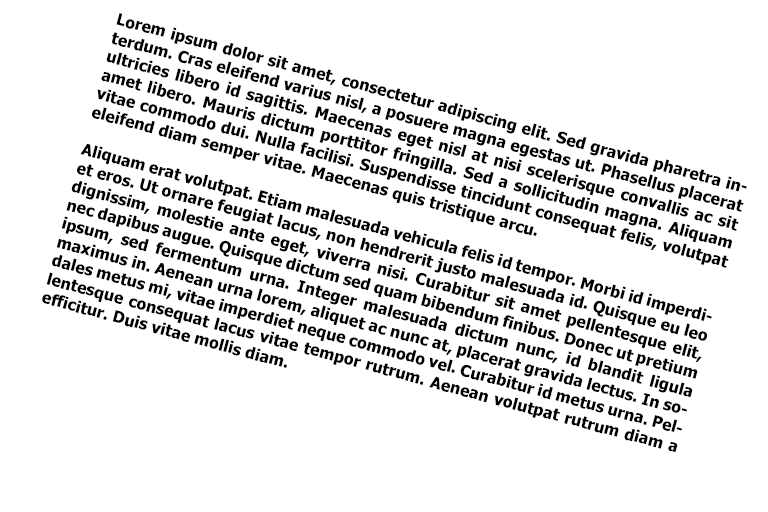 Lorem ipsum dolor sit amet, consectetur adipiscing elit. Sed gravida pharetra in-
terdum. Cras eleifend varius nisl, a posuere magna egestas ut. Phasellus placerat
ultricies libero id sagittis. Maecenas eget nisl at nisi scelerisque convallis ac sit
amet libero. Mauris dictum porttitor fringilla. Sed a sollicitudin magna. Aliquam
vitae commodo dui. Nulla facilisi. Suspendisse tincidunt consequat felis, volutpat
eleifend diam semper vitae. Maecenas quis tristique arcu.
Aliquam erat volutpat. Etiam malesuada vehicula felis id tempor. Morbi id imperdi-
et eros. Ut ornare feugiat lacus, non hendrerit justo malesuada id. Quisque eu leo
dignissim, molestie ante eget, viverra nisi. Curabitur sit amet pellentesque elit,
nec dapibus augue. Quisque dictum sed quam bibendum finibus. Donec ut pretium
ipsum, sed fermentum urna. Integer malesuada dictum nunc, id blandit ligula
maximus in. Aenean urna lorem, aliquet ac nunc at, placerat gravida lectus. In so-
dales metus mi, vitae imperdiet neque commodo vel. Curabitur id metus urna. Pel-
lentesque consequat lacus vitae tempor rutrum. Aenean volutpat rutrum diam a
efficitur. Duis vitae mollis diam.